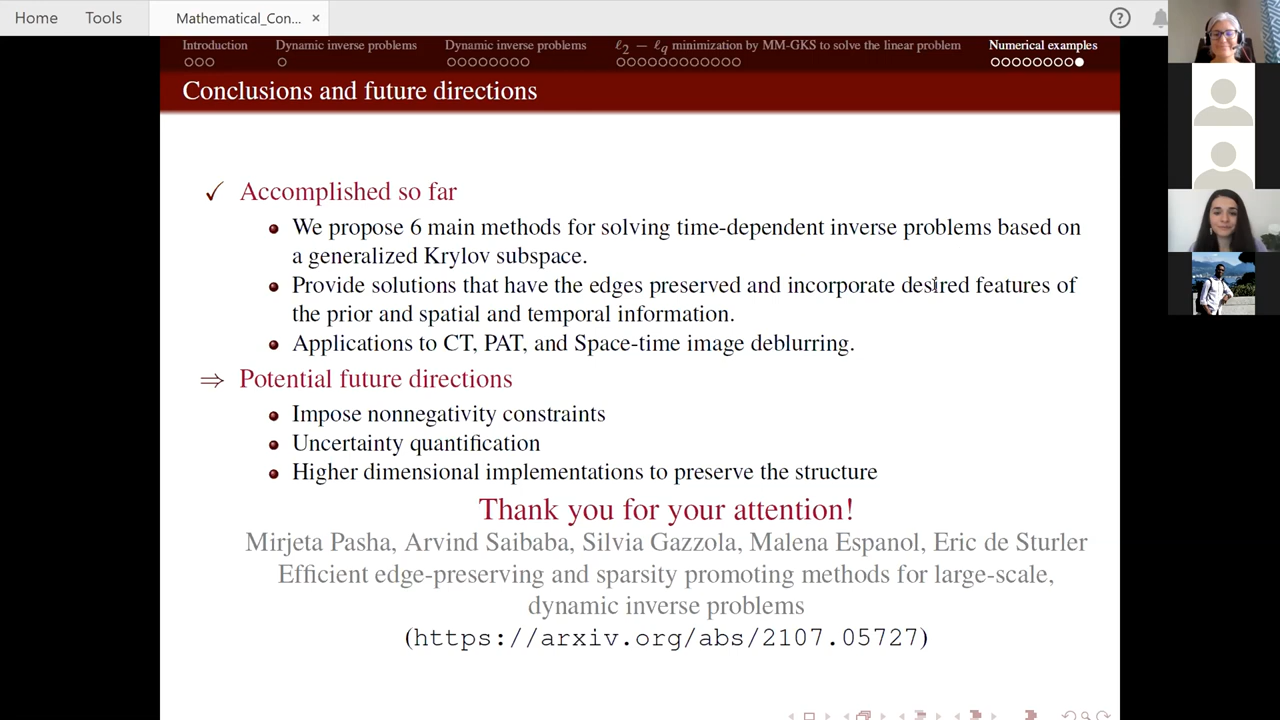 Home Tools Mathematical_Con... × ?
Introduction Dynamic inverse problems Dynamic inverse problems ℓ2 − ℓq minimization by MM-GKS to solve the linear problem Numerical examples
Conclusions and future directions
✓ Accomplished so far
We propose 6 main methods for solving time-dependent inverse problems based on
a generalized Krylov subspace.
Provide solutions that have the edges preserved and incorporate desired features of
the prior and spatial and temporal information.
Applications to CT, PAT, and Space-time image deblurring.
⇒ Potential future directions
Impose nonnegativity constraints
Uncertainty quantification
Higher dimensional implementations to preserve the structure
Thank you for your attention!
Mirjeta Pasha, Arvind Saibaba, Silvia Gazzola, Malena Espanol, Eric de Sturler
Efficient edge-preserving and sparsity promoting methods for large-scale,
dynamic inverse problems
(https://arxiv.org/abs/2107.05727)